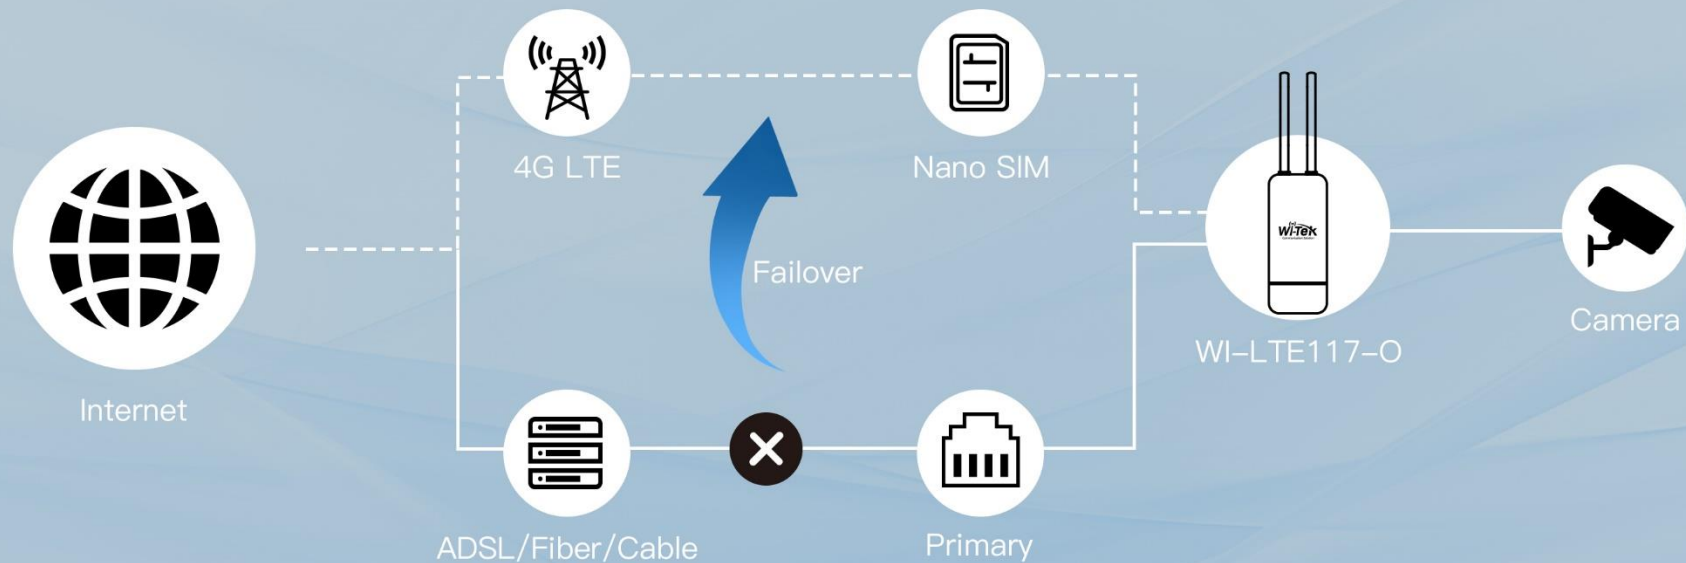 4G LTE
Nano SIM
Wi-Tek
Failover
Internet
WI-LTE117-O
Camera
ADSL/Fiber/Cable
Primary